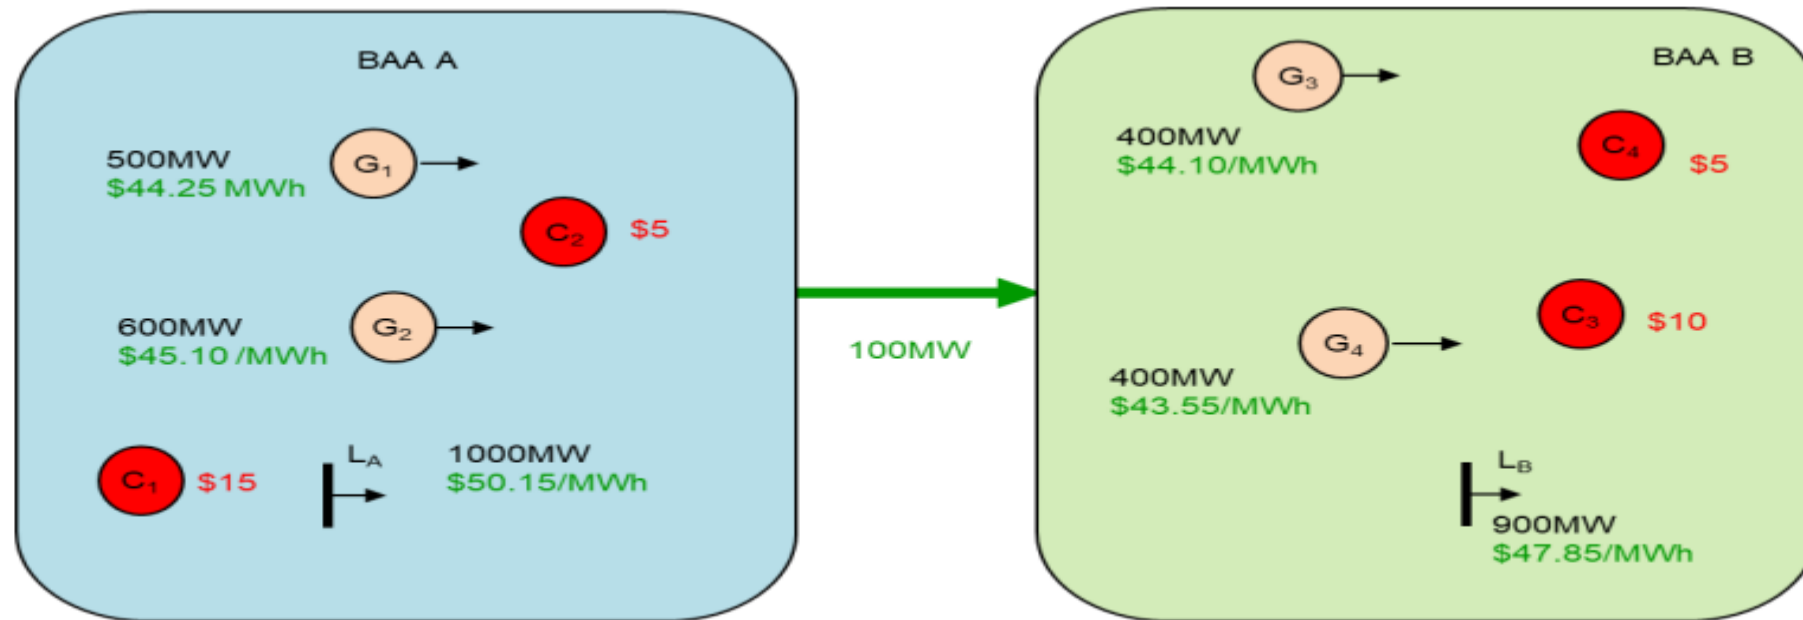 BAA A
500MW
$44.25 MWh
G1
C2
$5
600MW
$45.10 /MWh
G2
C1
$15
LA
1000MW
$50.15/MWh
100MW
BAA B
G3
400MW
$44.10/MWh
C4
$5
C3
$10
G4
400MW
$43.55/MWh
LB
900MW
$47.85/MWh